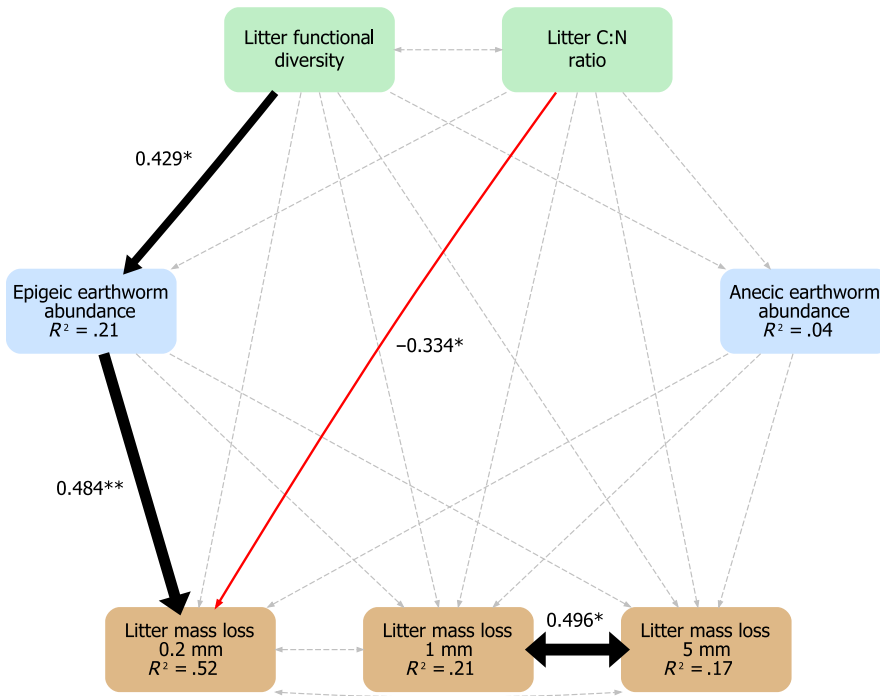 Litter functional
diversity
Litter C:N
ratio
0.429*
Epigeic earthworm
abundance
R² = .21
Anecic earthworm
abundance
R² = .04
−0.334*
0.484**
Litter mass loss
0.2 mm
R² = .52
Litter mass loss
1 mm
R² = .21
0.496*
Litter mass loss
5 mm
R² = .17